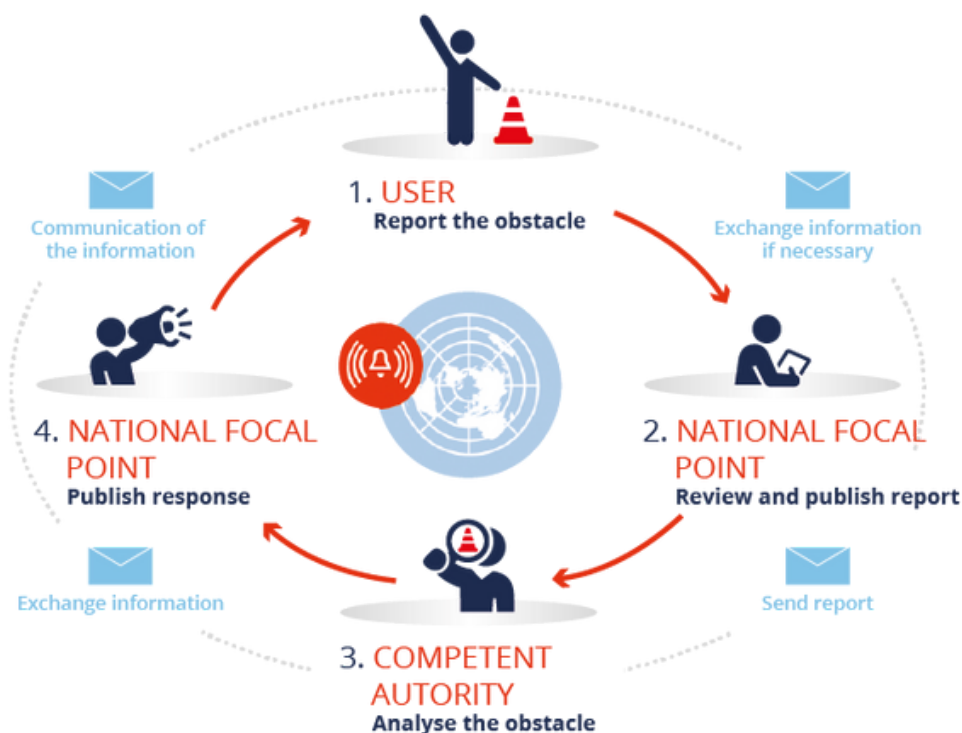 1. USER
Report the obstacle
Exchange information
if necessary
2. NATIONAL FOCAL
POINT
Review and publish report
Send report
3. COMPETENT
AUTORITY
Analyse the obstacle
Exchange information
4. NATIONAL FOCAL
POINT
Publish response
Communication of
the information